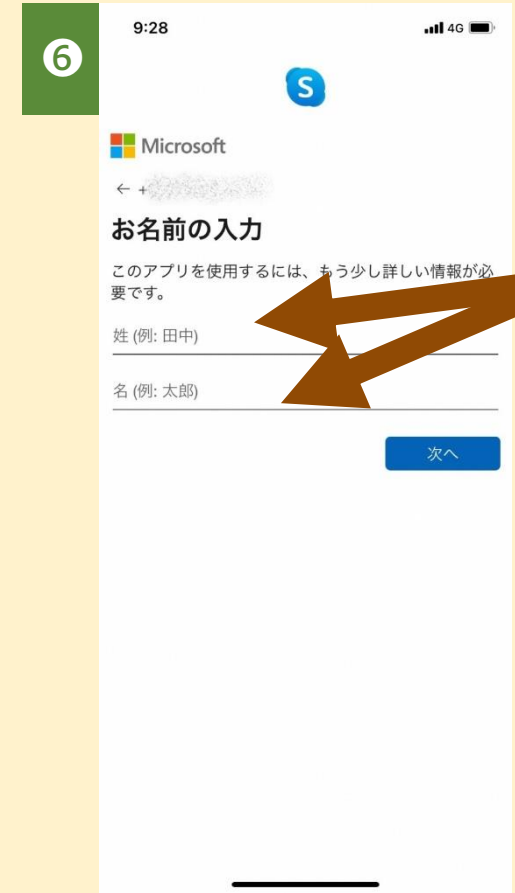 ❻
9:28
4G
S
Microsoft
← +
お名前の入力
このアプリを使用するには、もう少し詳しい情報が必
要です。
姓 (例: 田中)
名 (例: 太郎)
次へ